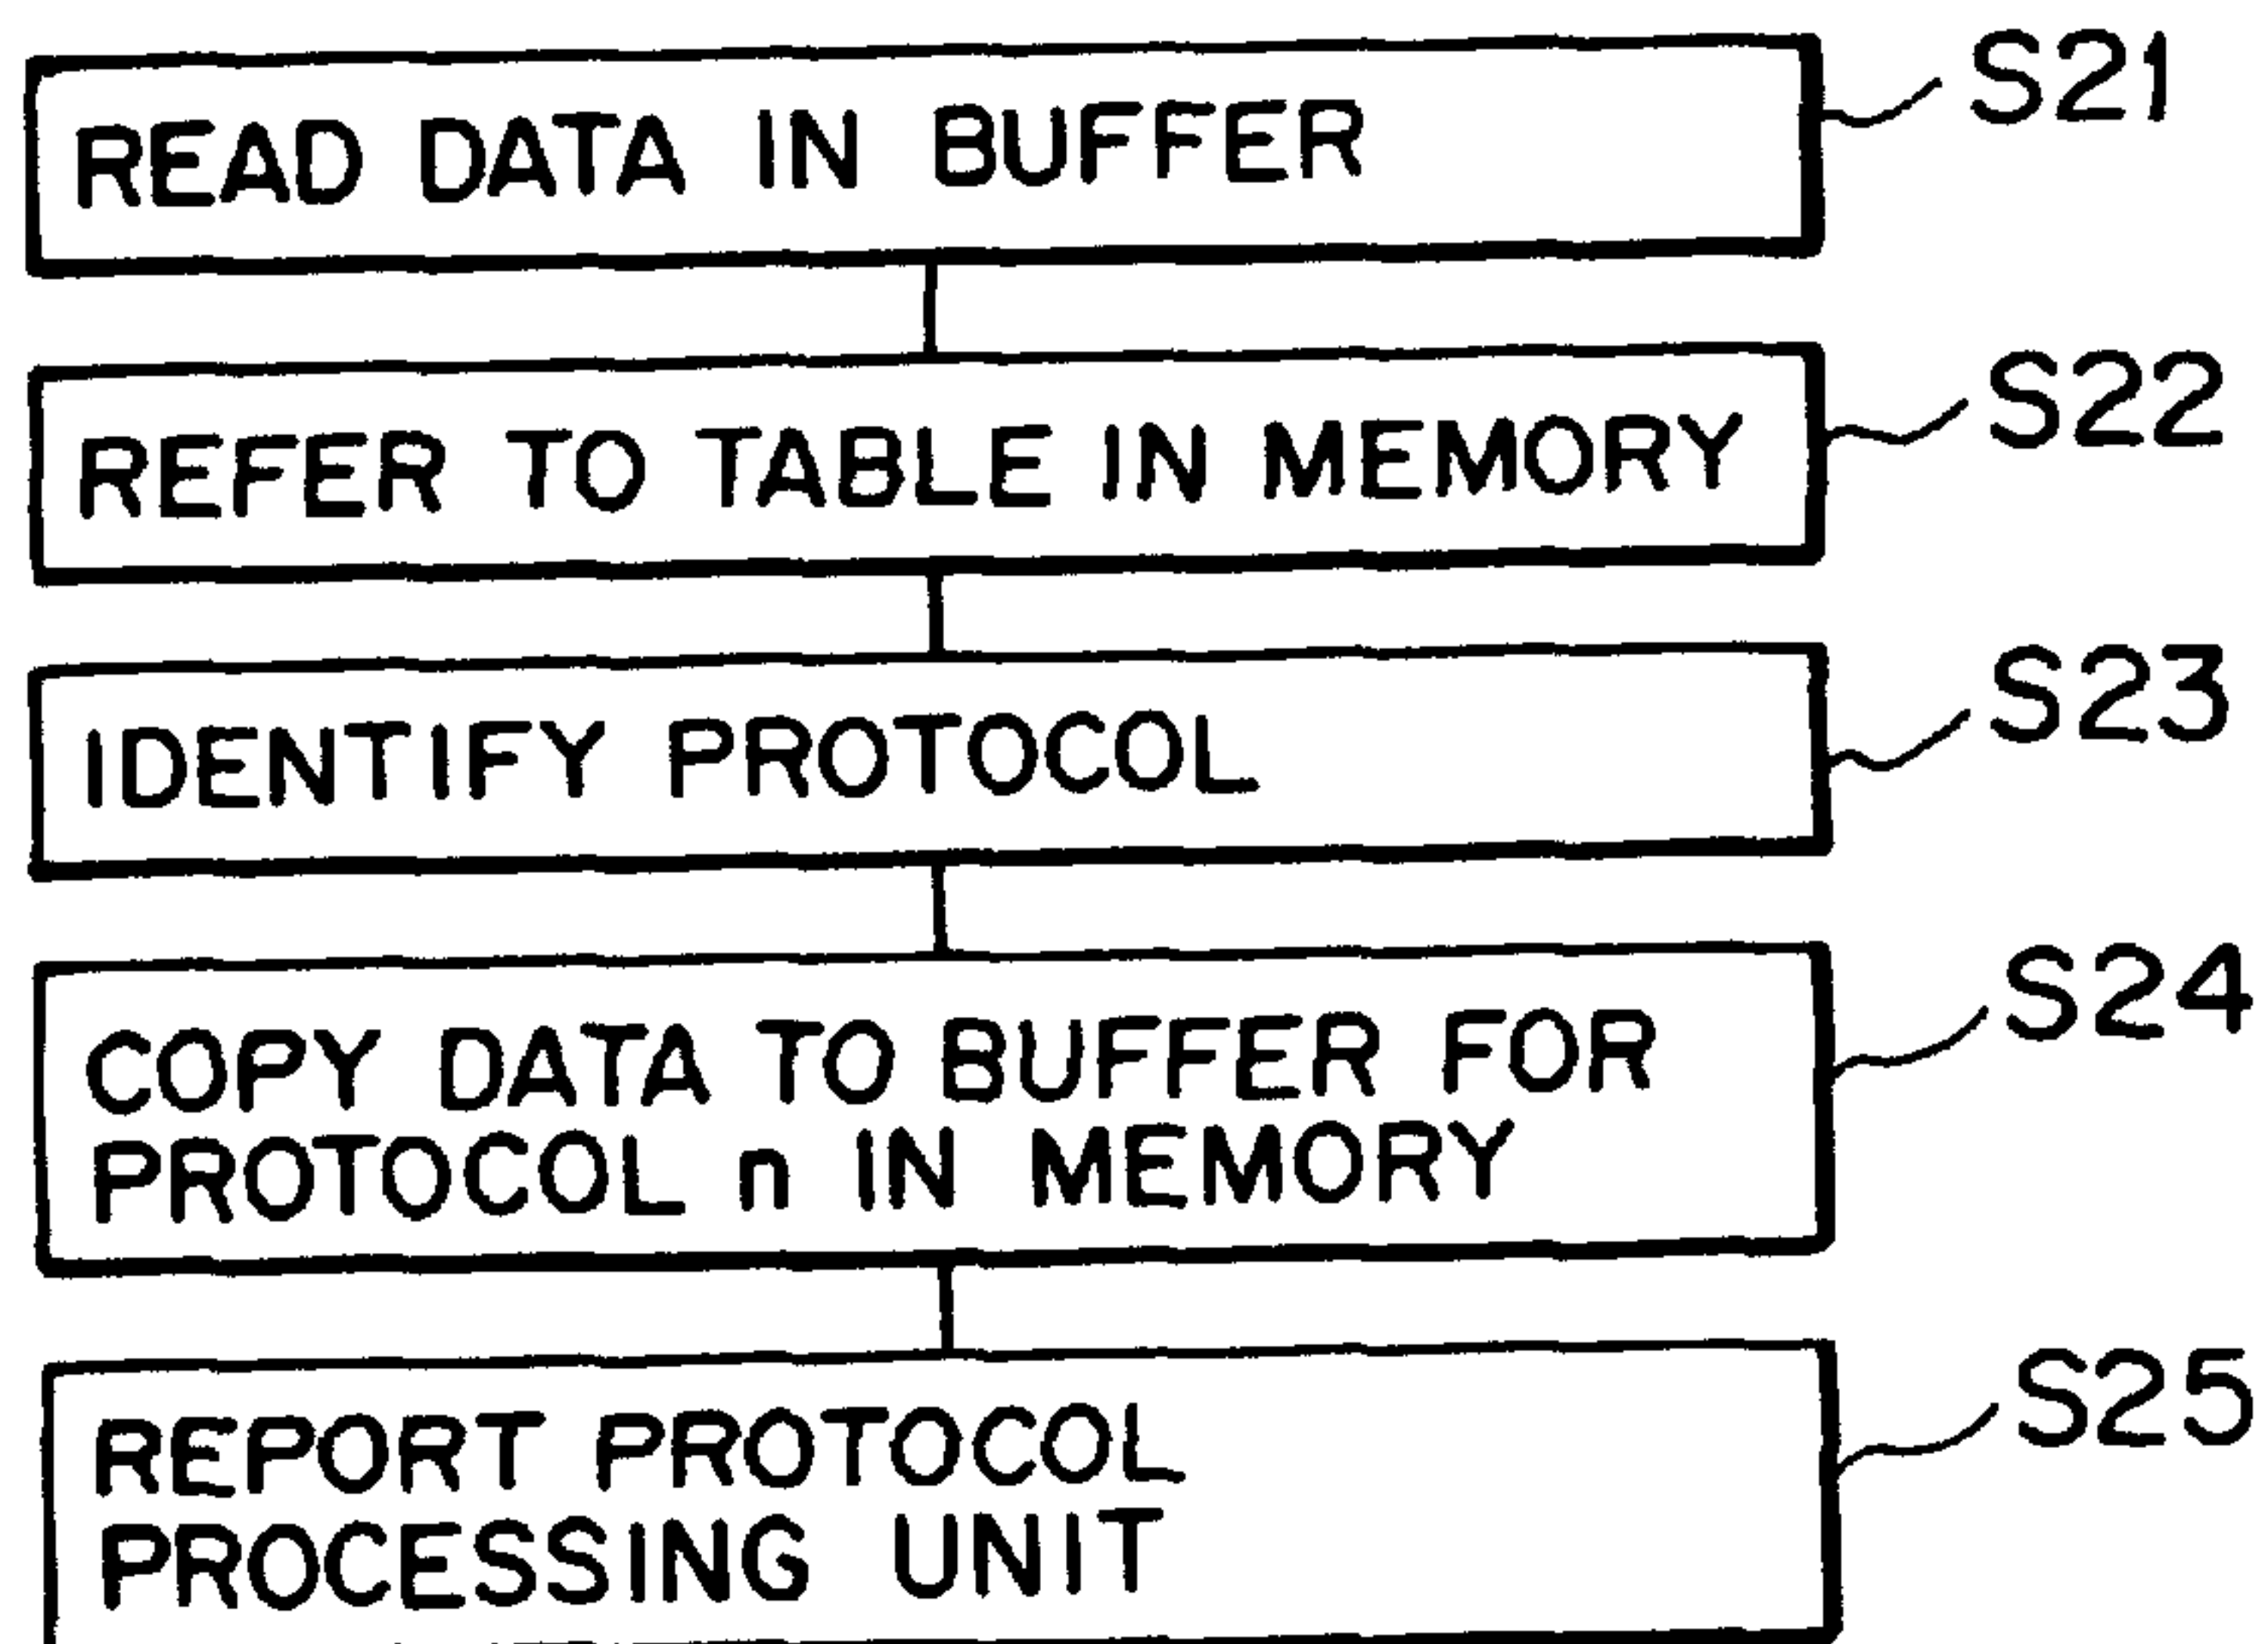 READ DATA IN BUFFER
S21
REFER TO TABLE IN MEMORY
S22
IDENTIFY PROTOCOL
S23
COPY DATA TO BUFFER FOR
PROTOCOL n IN MEMORY
S24
REPORT PROTOCOL
PROCESSING UNIT
S25